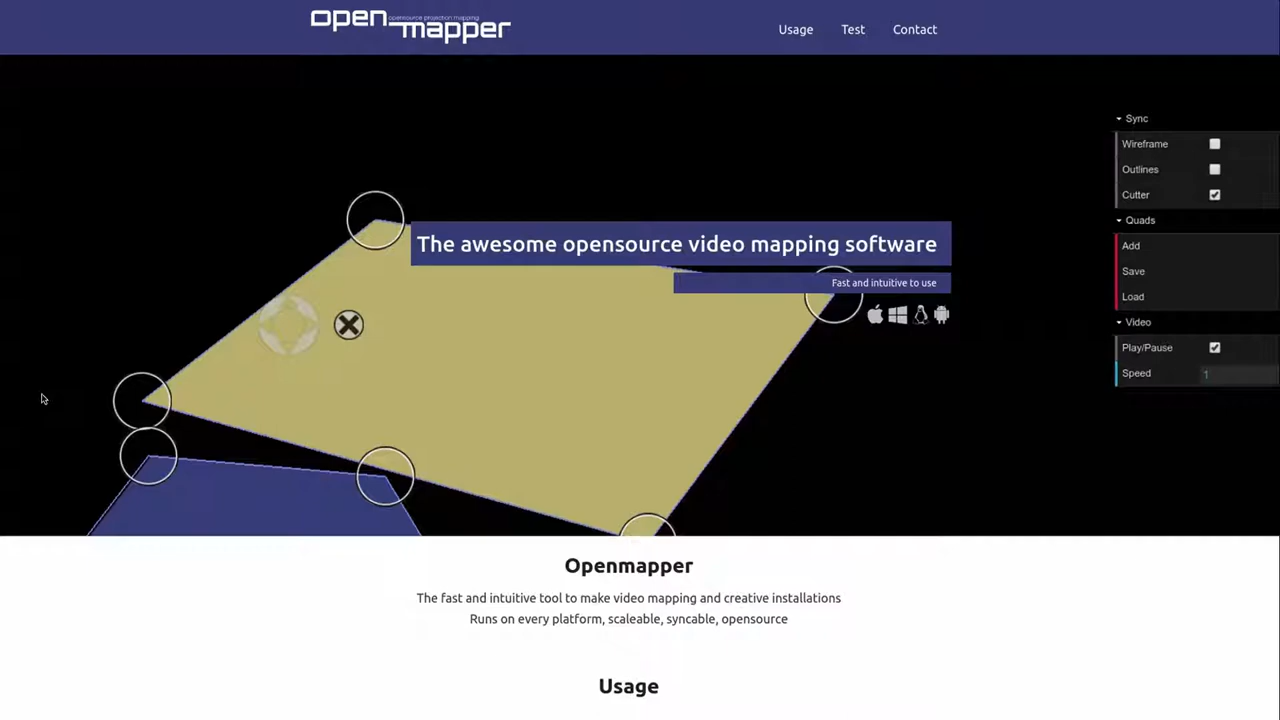 open opensource projection mapping
mapper
Usage
Test
Contact
Sync
Wireframe
Outlines
Cutter
Quads
Add
Save
Load
Video
Play/Pause
Speed 1
The awesome opensource video mapping software
Fast and intuitive to use
Openmapper
The fast and intuitive tool to make video mapping and creative installations
Runs on every platform, scaleable, syncable, opensource
Usage